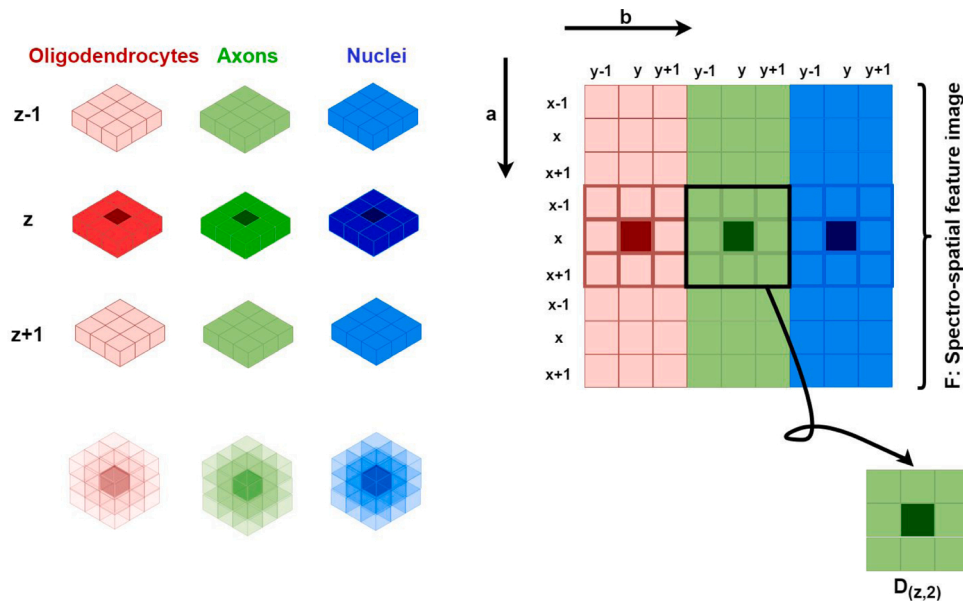 Oligodendrocytes Axons Nuclei
z-1
z
z+1
b
a
y-1 y y+1 y-1 y y+1 y-1 y y+1
x-1
x
x+1
x-1
x
x+1
x-1
x
x+1
F: Spectro-spatial feature image
D(z,2)